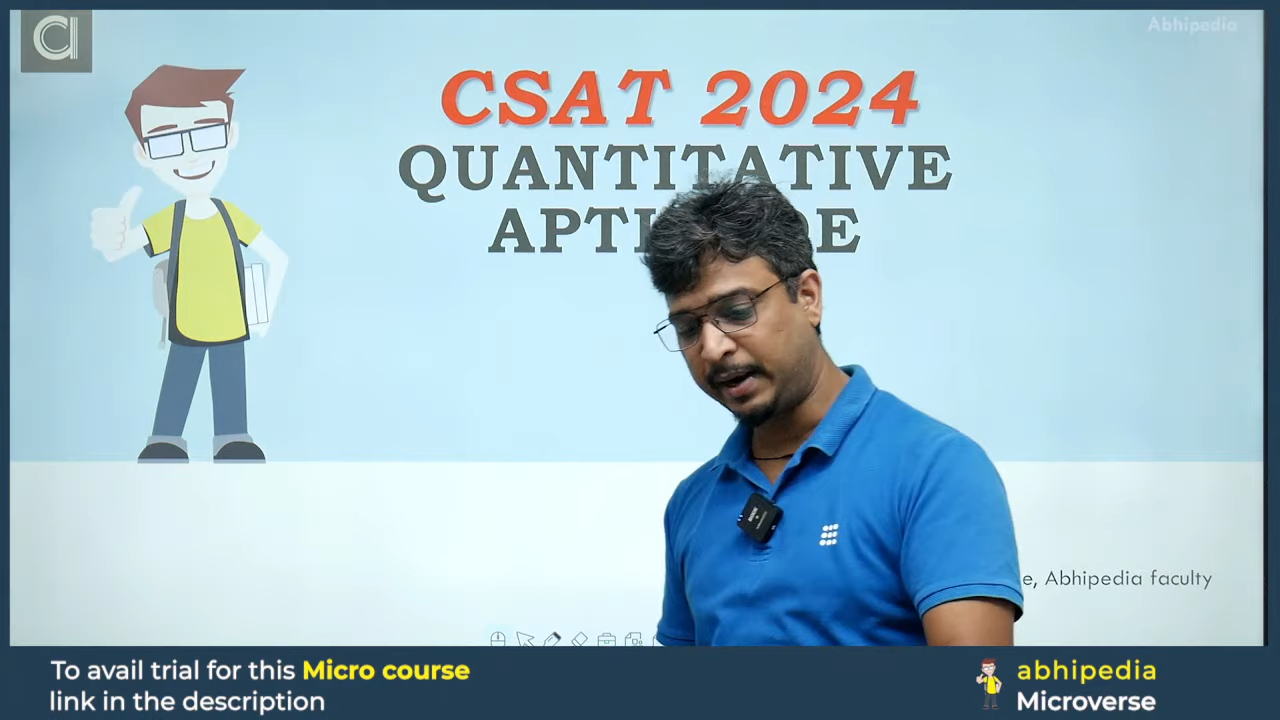 Abhipedia
CSAT 2024
QUANTITATIVE
e, Abhipedia faculty
To avail trial for this Micro course
link in the description
abhipedia
Microverse